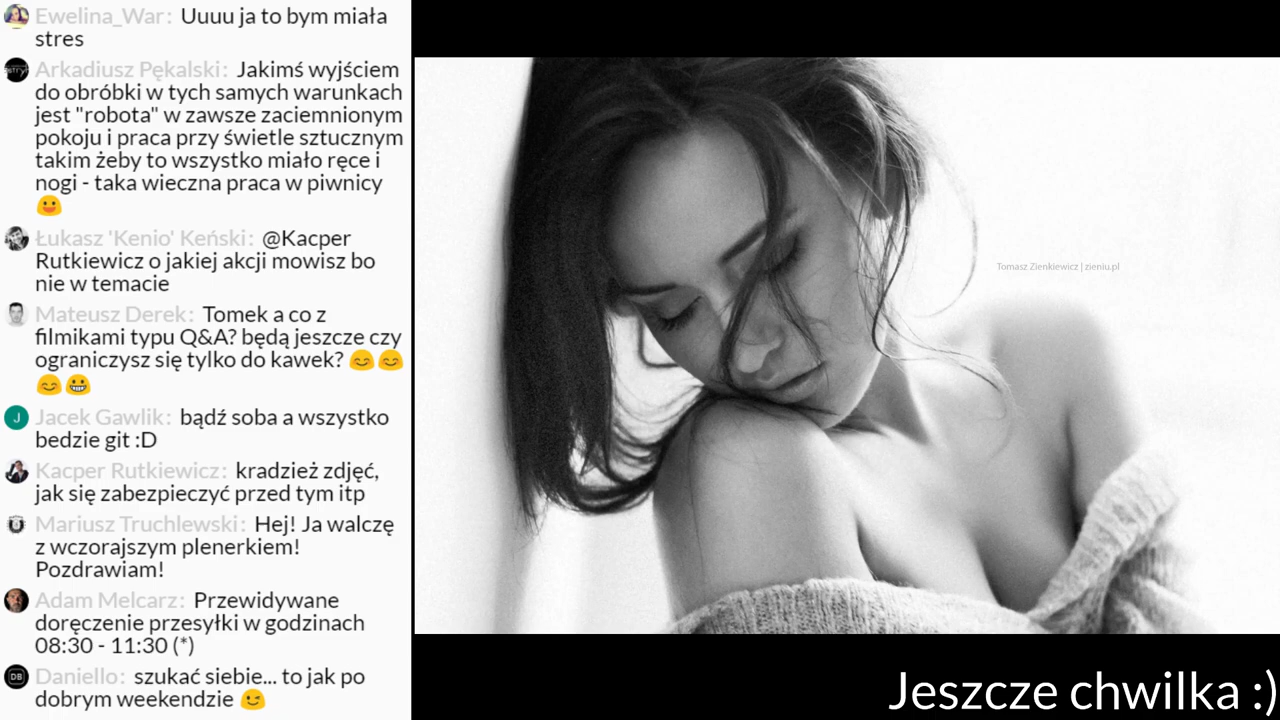 Ewelina_War: Uuuu ja to bym miała
stres
Arkadiusz Pękalski: Jakimś wyjściem
do obróbki w tych samych warunkach
jest "robota" w zawsze zaciemnionym
pokoju i praca przy świetle sztucznym
takim żeby to wszystko miało ręce i
nogi - taka wieczna praca w piwnicy
😃
Łukasz 'Kenio' Keński: @Kacper
Rutkiewicz o jakiej akcji mowisz bo
nie w temacie
Mateusz Derek: Tomek a co z
filmikami typu Q&A? będą jeszcze czy
ograniczysz się tylko do kawek? 😊😊
😊😀
J Jacek Gawlik: bądź soba a wszystko
bedzie git :D
Kacper Rutkiewicz: kradzież zdjęć,
jak się zabezpieczyć przed tym itp
Mariusz Truchlewski: Hej! Ja walczę
z wczorajszym plenerkiem!
Pozdrawiam!
Adam Melcarz: Przewidywane
doręczenie przesyłki w godzinach
08:30 - 11:30 (*)
DB Daniello: szukać siebie... to jak po
dobrym weekendzie 😉
Tomasz Zienkiewicz | zieniu.pl
Jeszcze chwilka :)